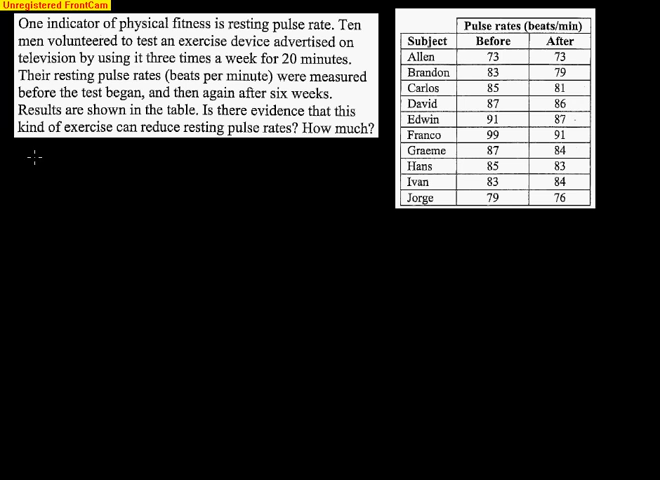 Unregistered FrontCam
One indicator of physical fitness is resting pulse rate. Ten
men volunteered to test an exercise device advertised on
television by using it three times a week for 20 minutes.
Their resting pulse rates (beats per minute) were measured
before the test began, and then again after six weeks.
Results are shown in the table. Is there evidence that this
kind of exercise can reduce resting pulse rates? How much?
Pulse rates (beats/min)
Subject Before After
Allen 73 73
Brandon 83 79
Carlos 85 81
David 87 86
Edwin 91 87
Franco 99 91
Graeme 87 84
Hans 85 83
Ivan 83 84
Jorge 79 76